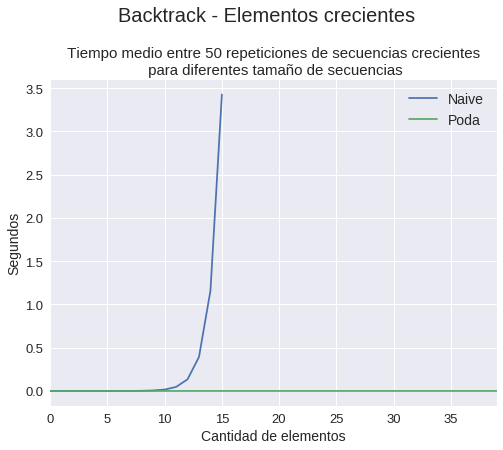 Backtrack - Elementos crecientes
Tiempo medio entre 50 repeticiones de secuencias crecientes
para diferentes tamaño de secuencias
3.5
3.0
2.5
2.0
1.5
1.0
0.5
0.0
Segundos
Naive
Poda
0 5 10 15 20 25 30 35
Cantidad de elementos